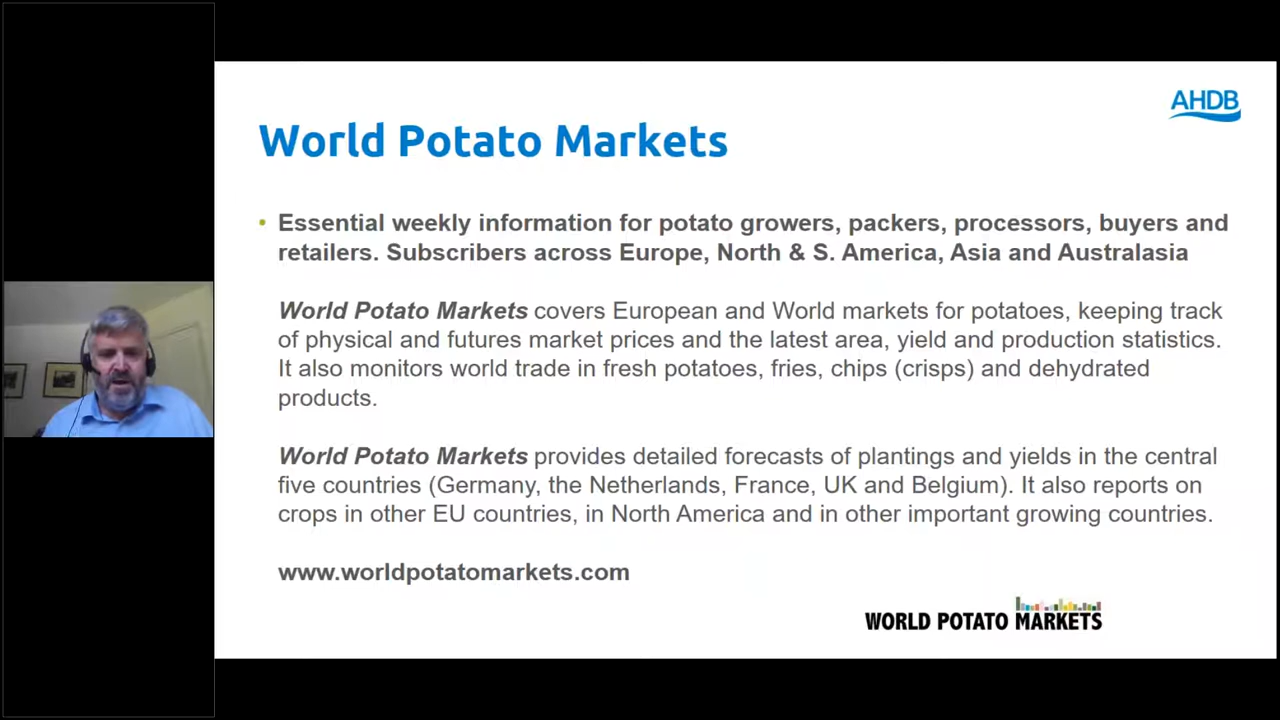 AHDB
World Potato Markets
• Essential weekly information for potato growers, packers, processors, buyers and
retailers. Subscribers across Europe, North & S. America, Asia and Australasia
World Potato Markets covers European and World markets for potatoes, keeping track
of physical and futures market prices and the latest area, yield and production statistics.
It also monitors world trade in fresh potatoes, fries, chips (crisps) and dehydrated
products.
World Potato Markets provides detailed forecasts of plantings and yields in the central
five countries (Germany, the Netherlands, France, UK and Belgium). It also reports on
crops in other EU countries, in North America and in other important growing countries.
www.worldpotatomarkets.com
WORLD POTATO MARKETS